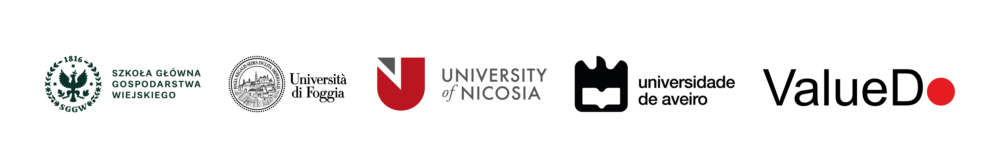 1816
SGGW
SZKOŁA GŁÓWNA
GOSPODARSTWA
WIEJSKIEGO
FOGIA REGALIS SEDES INCLITA IMPERIALIS
Università
di Foggia
UNIVERSITY
of NICOSIA
universidade
de aveiro
ValueD